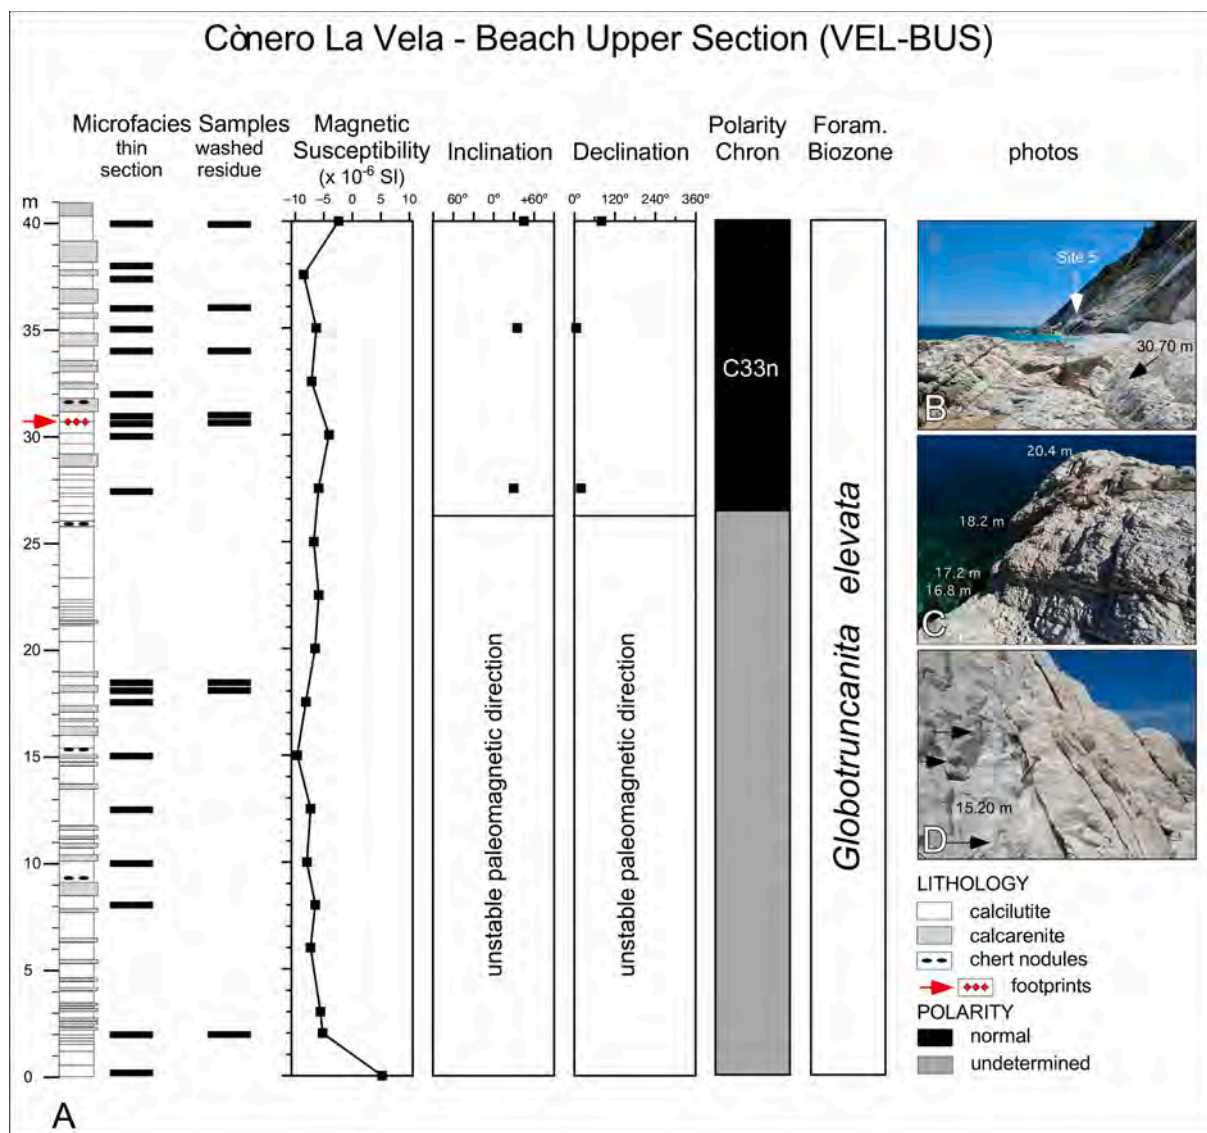 Cònero La Vela - Beach Upper Section (VEL-BUS)
Microfacies Samples
thin section
washed residue
Magnetic
Susceptibility
(x 10-6 SI)
Inclination
Declination
Polarity
Chron
Foram.
Biozone
photos
m
−10 −5 0 5 10
60° 0° +60°
0° 120° 240° 360°
40
35
30
25
20
15
10
5
0
unstable paleomagnetic direction
unstable paleomagnetic direction
C33n
Globotruncanita elevata
Site 5
30.70 m
B
20.4 m
18.2 m
17.2 m
16.8 m
C
15.20 m
D
LITHOLOGY
calcilutite
calcarenite
chert nodules
footprints
POLARITY
normal
undetermined
A